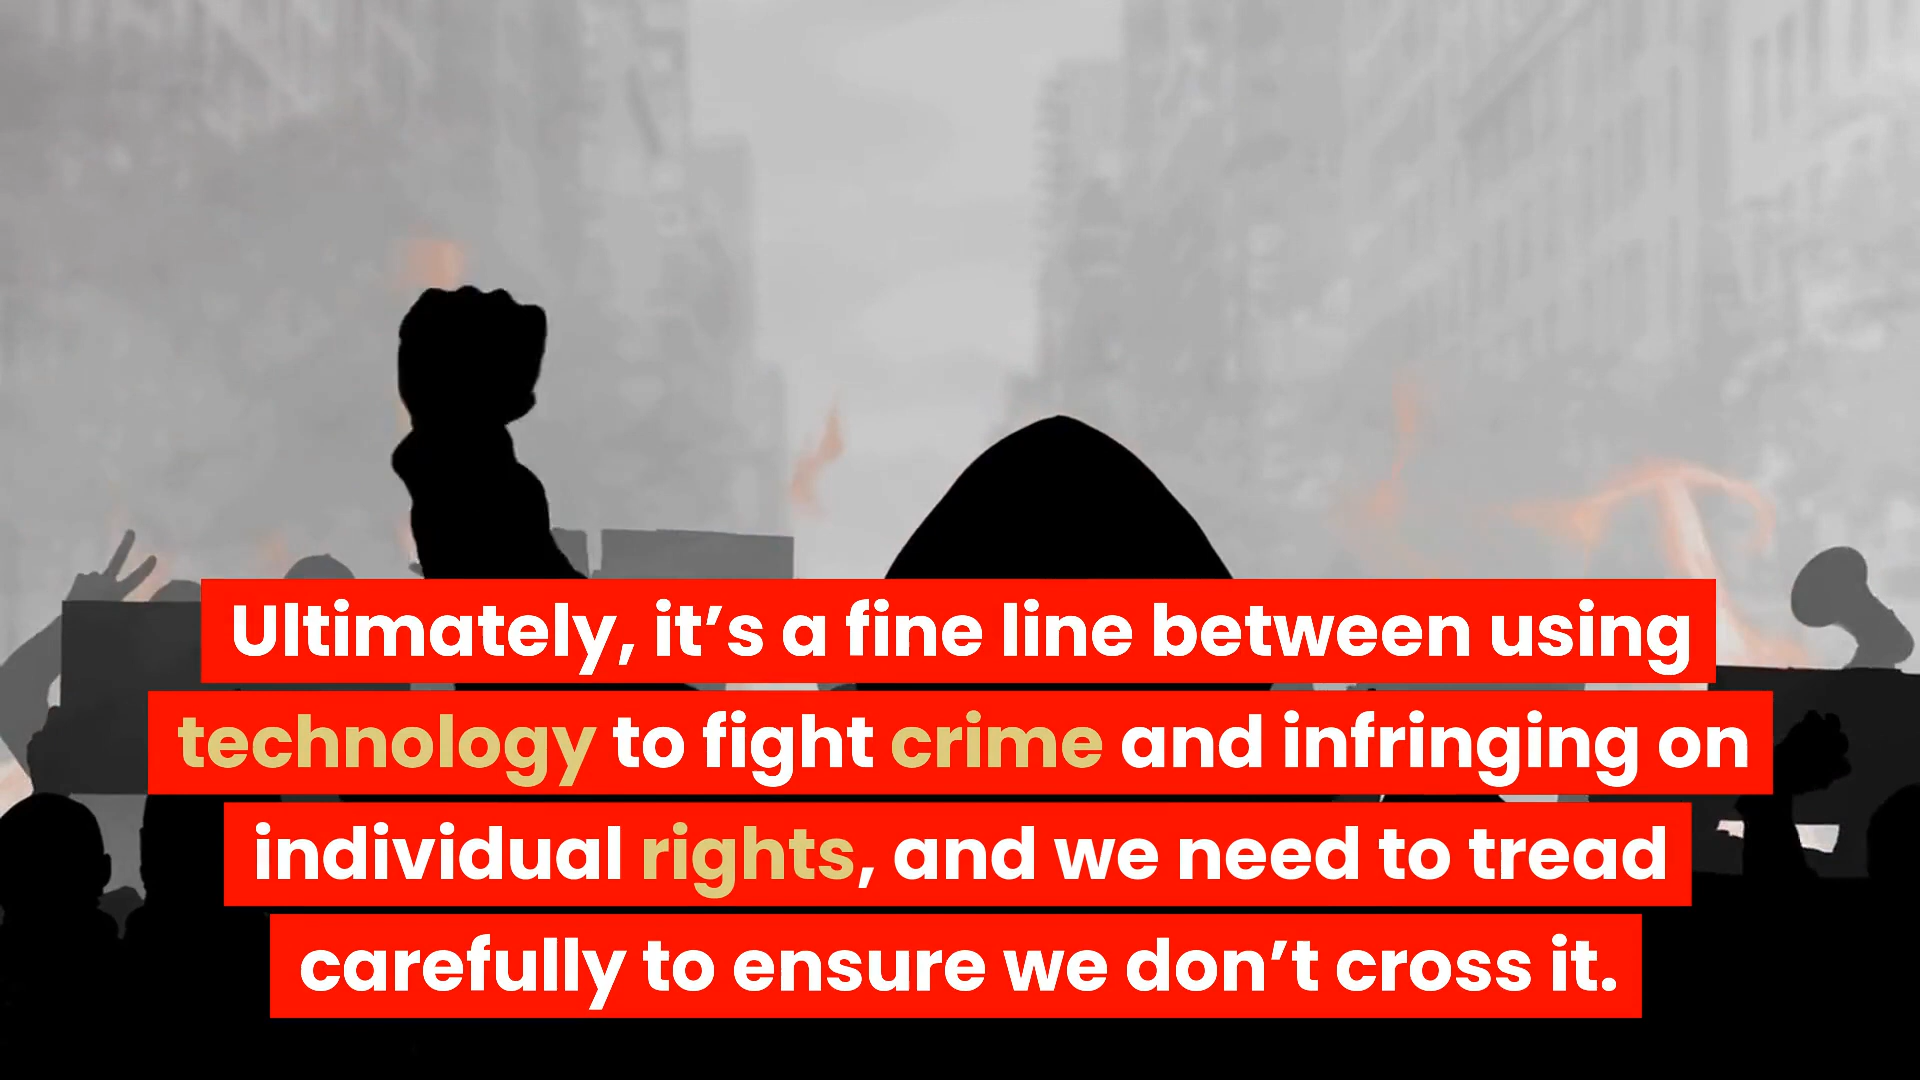 Ultimately, it’s a fine line between using
technology to fight crime and infringing on
individual rights, and we need to tread
carefully to ensure we don’t cross it.